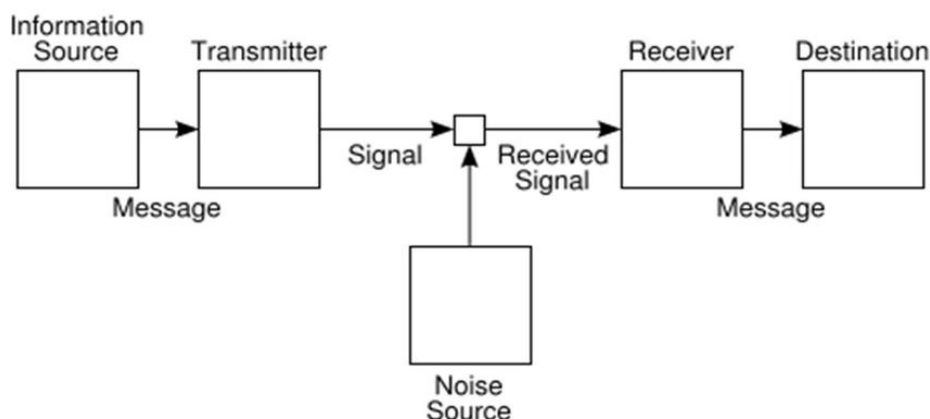 Information
Source
Transmitter
Receiver
Destination
Signal
Received
Signal
Message
Message
Noise
Source